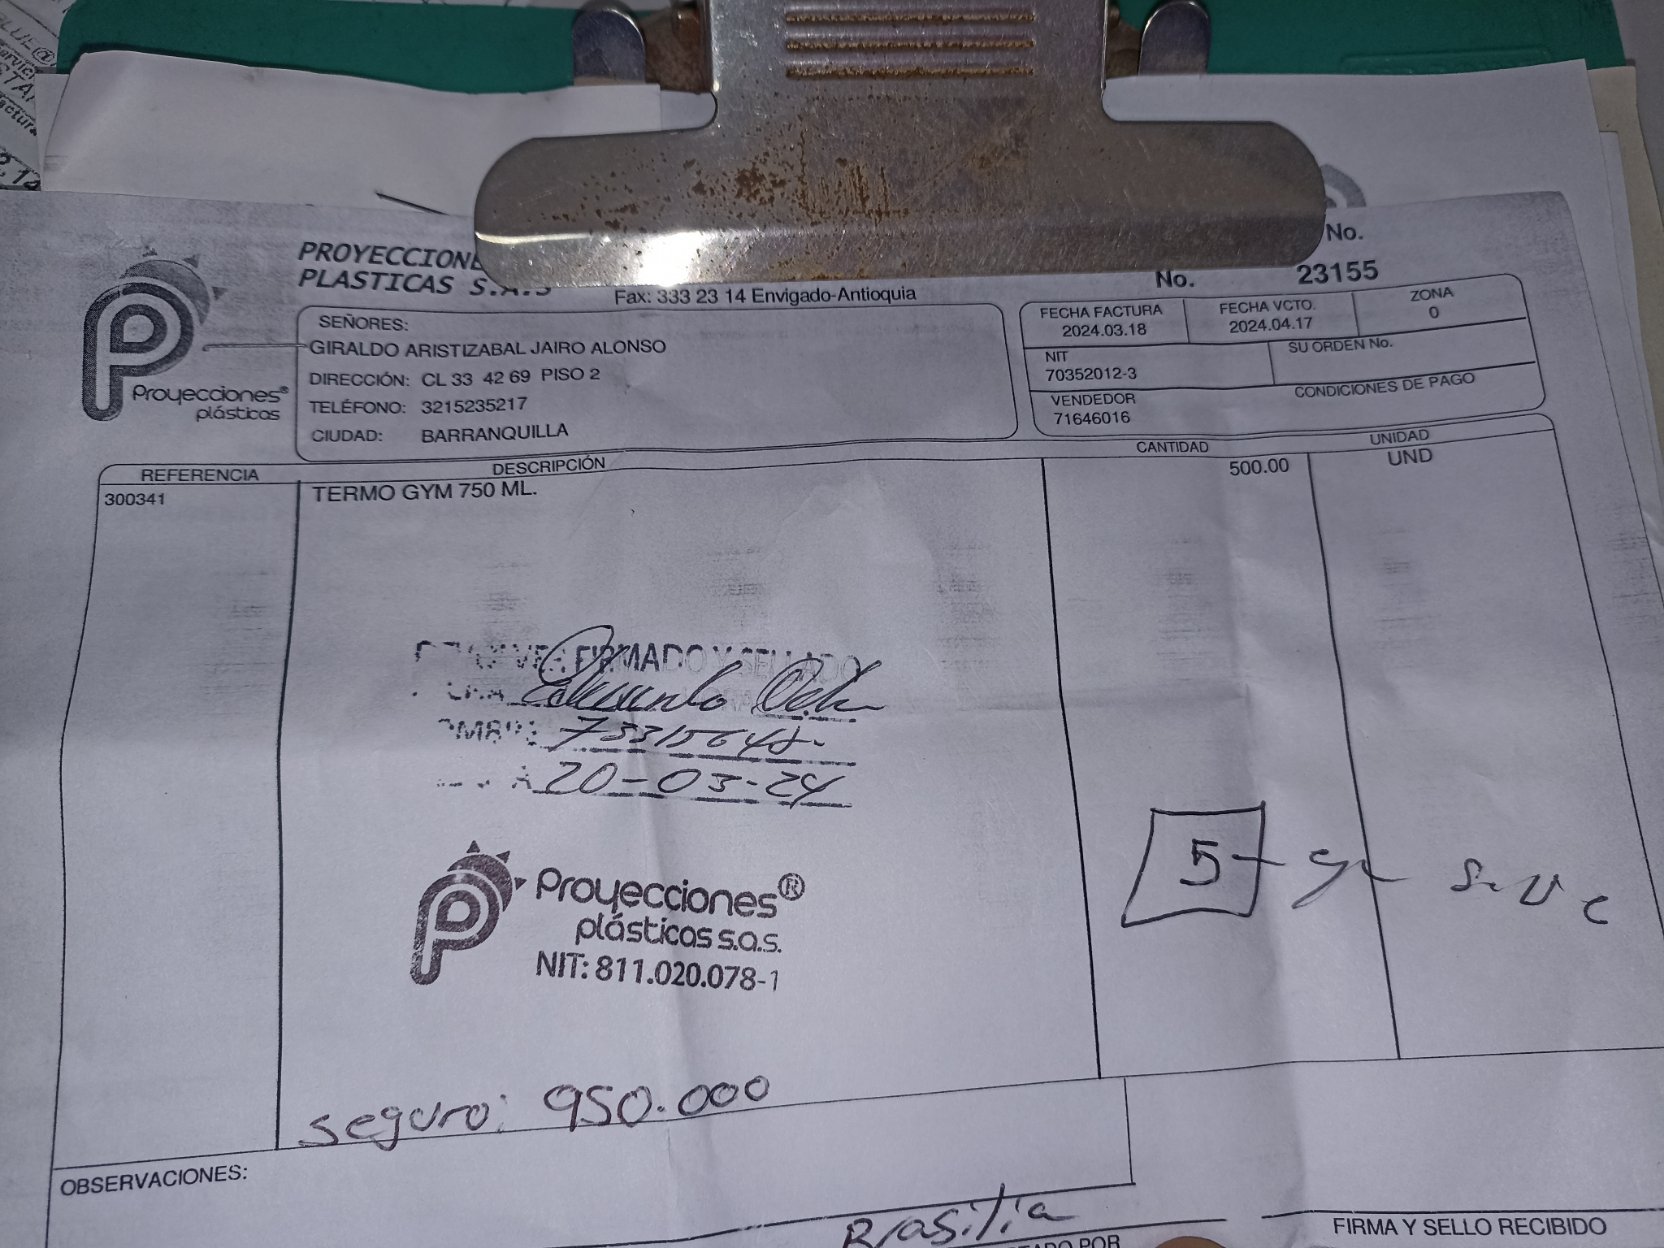 PROYECCIONE
PLASTICAS S.A.S
Fax: 333 23 14 Envigado-Antioquia
No.
No. 23155
Proyecciones®
plásticas
SEÑORES:
GIRALDO ARISTIZABAL JAIRO ALONSO
DIRECCIÓN: CL 33 42 69 PISO 2
TELÉFONO: 3215235217
CIUDAD: BARRANQUILLA
FECHA FACTURA
2024.03.18
FECHA VCTO.
2024.04.17
ZONA
0
NIT
70352012-3
SU ORDEN No.
VENDEDOR
71646016
CONDICIONES DE PAGO
REFERENCIA DESCRIPCIÓN CANTIDAD UNIDAD
300341 TERMO GYM 750 ML. 500.00 UND
FIRMADO Y SELLADO
20-03-24
5
Proyecciones®
plásticas s.a.s.
NIT: 811.020.078-1
seguro: 950.000
OBSERVACIONES:
Brasilia
POR
FIRMA Y SELLO RECIBIDO